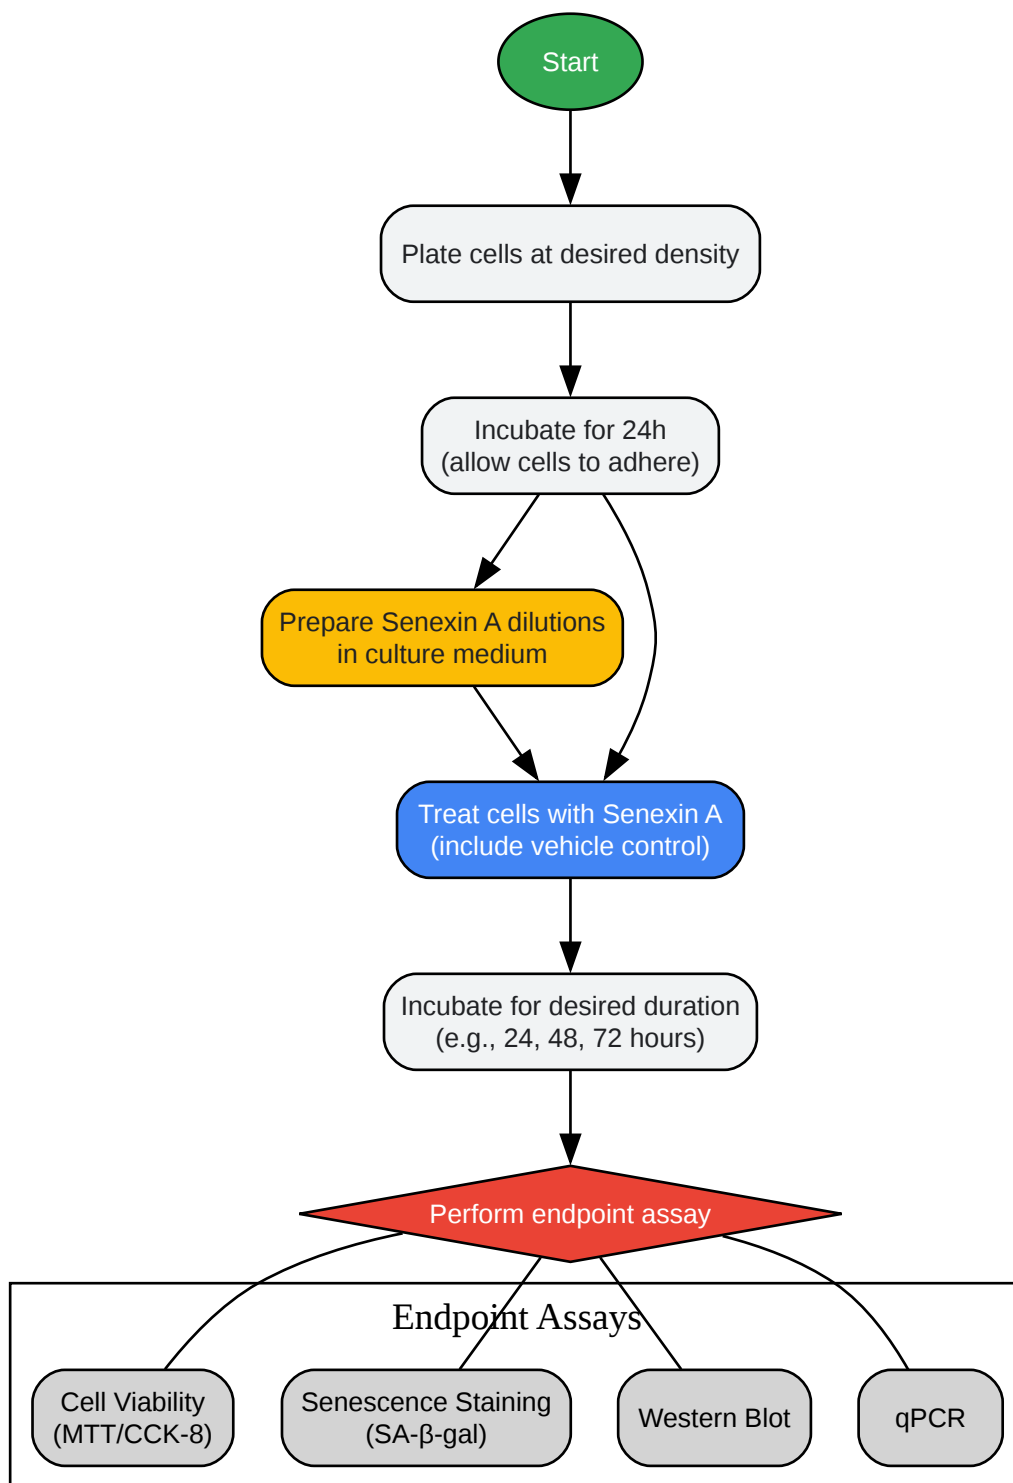 Start
Plate cells at desired density
Incubate for 24h
(allow cells to adhere)
Prepare Senexin A dilutions
in culture medium
Treat cells with Senexin A
(include vehicle control)
Incubate for desired duration
(e.g., 24, 48, 72 hours)
Perform endpoint assay
Endpoint Assays
Cell Viability
(MTT/CCK-8)
Senescence Staining
(SA-β-gal)
Western Blot
qPCR